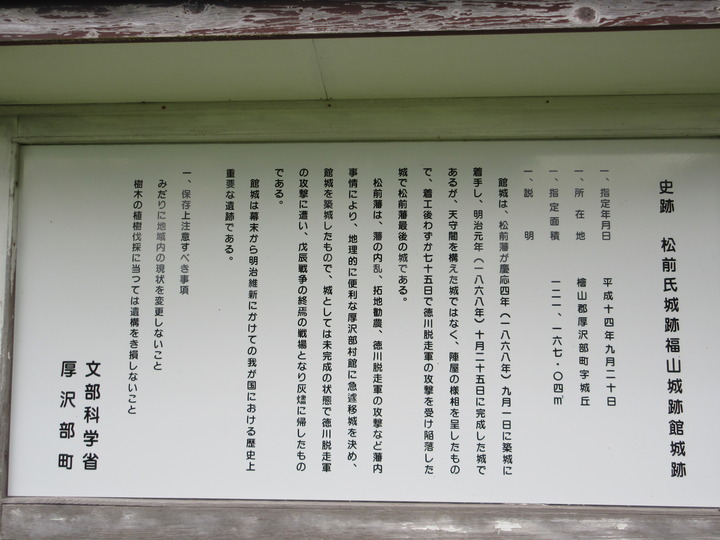 史跡 松前氏城跡福山城跡館城跡
一、指定年月日 平成十四年九月二十日
一、所在地 檜山郡厚沢部町字城丘
一、指定面積 一二一、一六七・〇四㎡
一、説明
館城は、松前藩が慶応四年（一八六八年）九月一日に築城に
着手し、明治元年（一八六八年）十月二十五日に完成した城で
あるが、天守閣を構えた城ではなく、陣屋の様相を呈したもの
で、着工後わずか七十五日で徳川脱走軍の攻撃を受け陥落した
城で松前藩最後の城である。
松前藩は、藩の内乱、拓地勧農、徳川脱走軍の攻撃など藩内
事情により、地理的に便利な厚沢部村館に急遽移城を決め、
館城を築城したもので、城としては未完成の状態で徳川脱走軍
の攻撃に遭い、戊辰戦争の終焉の戦場となり灰燼に帰したもの
である。
館城は幕末から明治維新にかけての我が国における歴史上
重要な遺跡である。
一、保存上注意すべき事項
みだりに地域内の現状を変更しないこと
樹木の植樹伐採に当つては遺構をき損しないこと
文部科学省
厚沢部町